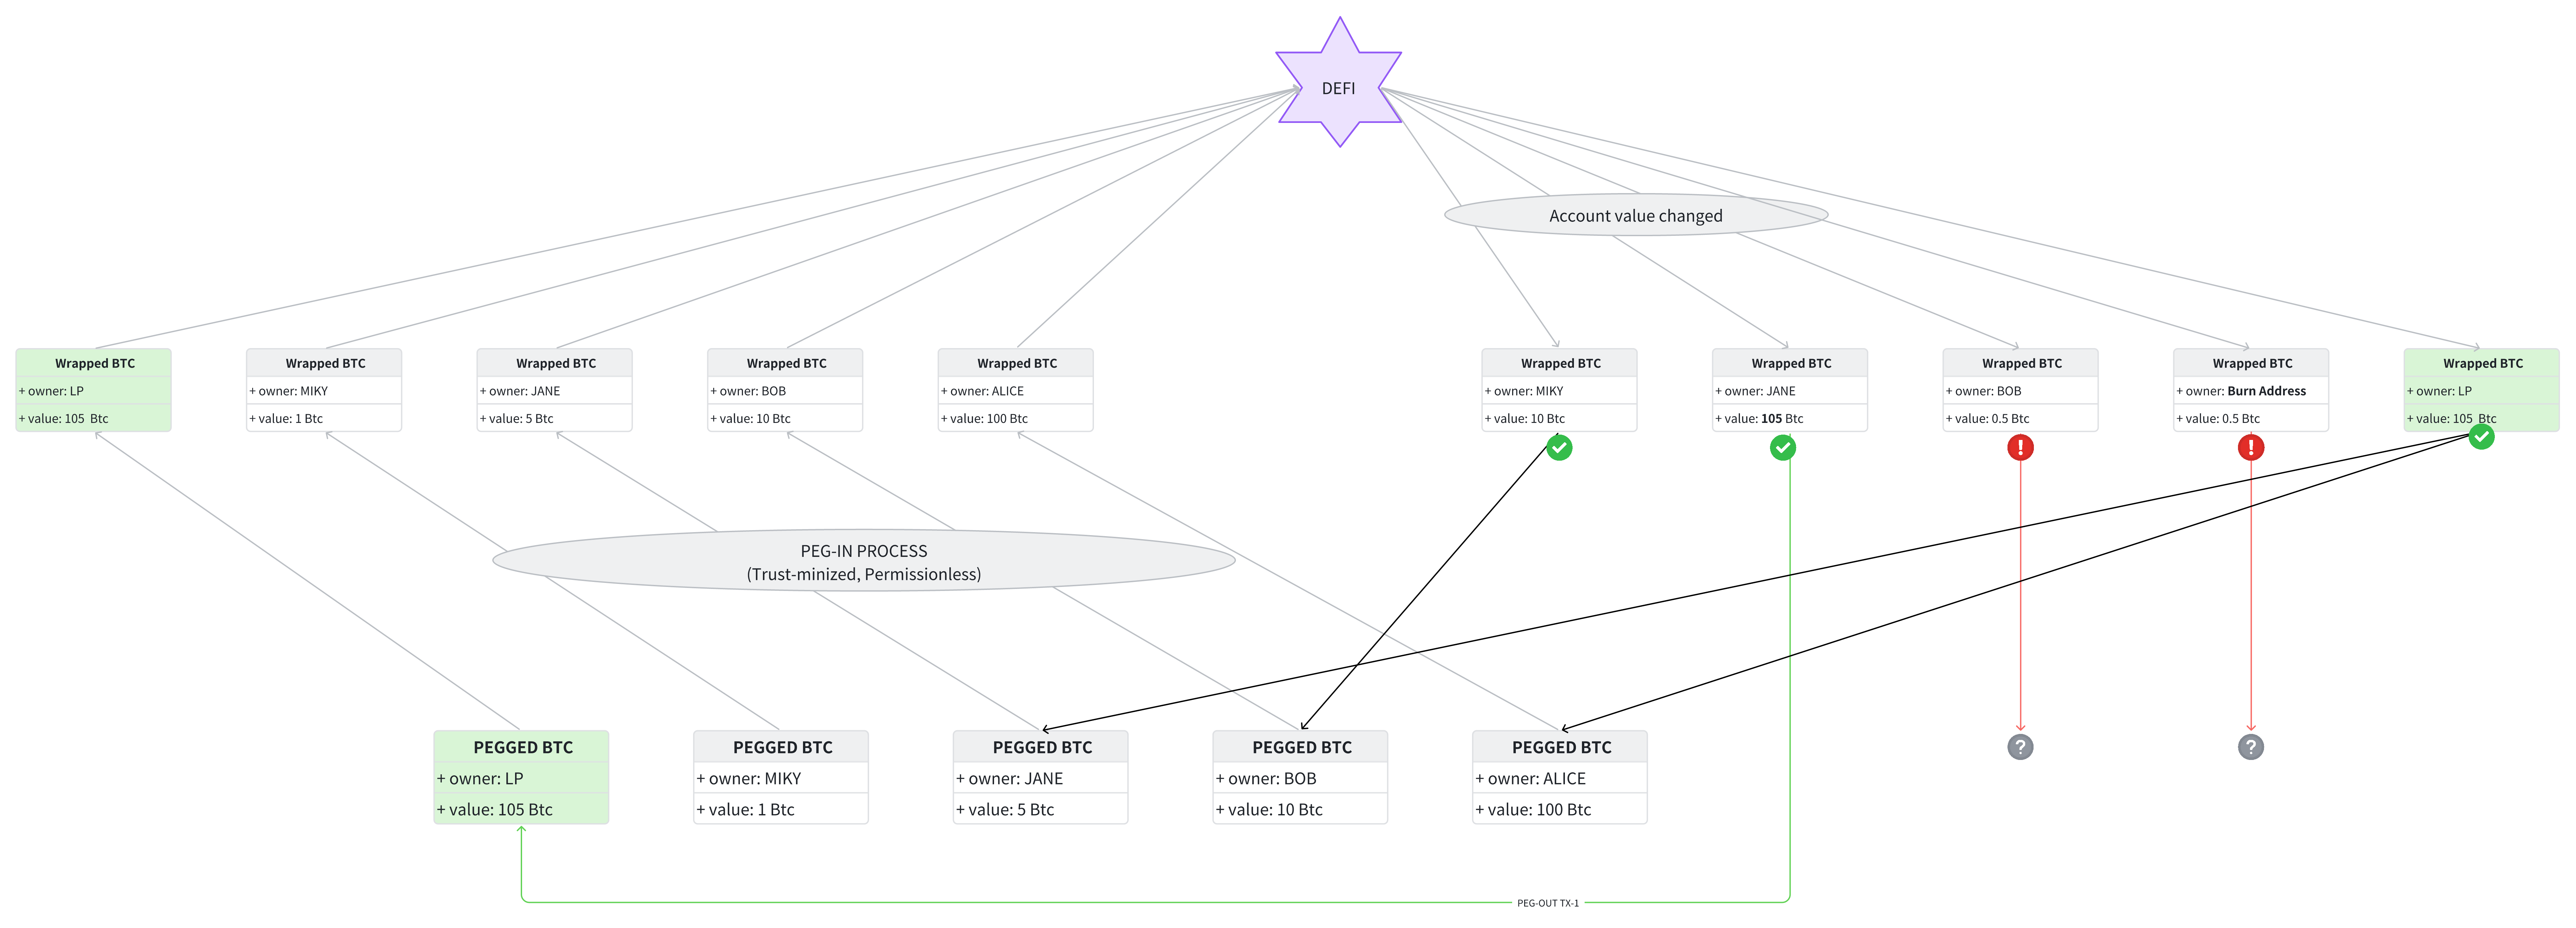 DEFI
Account value changed
Wrapped BTC
+ owner: LP
+ value: 105 Btc
Wrapped BTC
+ owner: MIKY
+ value: 1 Btc
Wrapped BTC
+ owner: JANE
+ value: 5 Btc
Wrapped BTC
+ owner: BOB
+ value: 10 Btc
Wrapped BTC
+ owner: ALICE
+ value: 100 Btc
Wrapped BTC
+ owner: MIKY
+ value: 10 Btc
Wrapped BTC
+ owner: JANE
+ value: 105 Btc
Wrapped BTC
+ owner: BOB
+ value: 0.5 Btc
Wrapped BTC
+ owner: Burn Address
+ value: 0.5 Btc
Wrapped BTC
+ owner: LP
+ value: 105 Btc
PEG-IN PROCESS
(Trust-minized, Permissionless)
PEGGED BTC
+ owner: LP
+ value: 105 Btc
PEGGED BTC
+ owner: MIKY
+ value: 1 Btc
PEGGED BTC
+ owner: JANE
+ value: 5 Btc
PEGGED BTC
+ owner: BOB
+ value: 10 Btc
PEGGED BTC
+ owner: ALICE
+ value: 100 Btc
PEG-OUT TX-1